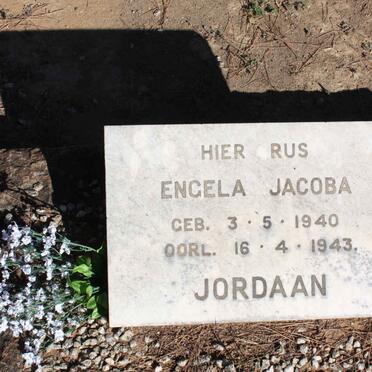 HIER RUS
ENGELA JACOBA
GEB. 3·5·1940
OORL. 16·4·1943.
JORDAAN